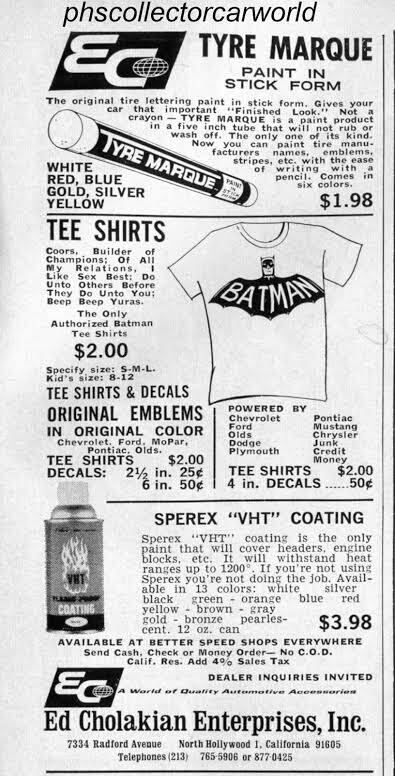 phscollectorcarworld
EC
TYRE MARQUE
PAINT IN
STICK FORM
The original tire lettering paint in stick form. Gives your
car that important "Finished Look." Not a
crayon — TYRE MARQUE is a paint product
in a five inch tube that will not rub or
wash off. The only one of its kind.
Now you can paint tire manu-
facturers names, emblems,
stripes, etc. with the ease
of writing with a
pencil. Comes in
six colors.
$1.98
TYRE MARQUE
PAINT
IN
STICK
FORM
WHITE
RED, BLUE
GOLD, SILVER
YELLOW
TEE SHIRTS
Coors, Builder of
Champions; Of All
My Relations, I
Like Sex Best; Do
Unto Others Before
They Do Unto You;
Beep Beep Yuras.
The Only
Authorized Batman
Tee Shirts
$2.00
Specify size: S-M-L.
Kid's size: 8-12
BATMAN
TEE SHIRTS & DECALS
ORIGINAL EMBLEMS
IN ORIGINAL COLOR
Chevrolet, Ford, MoPar,
Pontiac, Olds.
TEE SHIRTS $2.00
DECALS: 2½ in. 25¢
6 in. 50¢
POWERED BY
Chevrolet Pontiac
Ford Mustang
Olds Chrysler
Dodge Junk
Plymouth Credit
Money
TEE SHIRTS $2.00
4 in. DECALS ......50¢
VHT
FLAME-PROOF
COATING
SPEREX "VHT" COATING
Sperex "VHT" coating is the only
paint that will cover headers, engine
blocks, etc. It will withstand heat
ranges up to 1200°. If you're not using
Sperex you're not doing the job. Avail-
able in 13 colors: white silver
black green - orange blue red
yellow - brown - gray
gold - bronze pearles-
cent. 12 oz. can
$3.98
AVAILABLE AT BETTER SPEED SHOPS EVERYWHERE
Send Cash, Check or Money Order— No C.O.D.
Calif. Res. Add 4% Sales Tax
EC
DEALER INQUIRIES INVITED
A World of Quality Automotive Accessories
Ed Cholakian Enterprises, Inc.
7334 Radford Avenue North Hollywood 1, California 91605
Telephones (213) 765-5906 or 877-0425